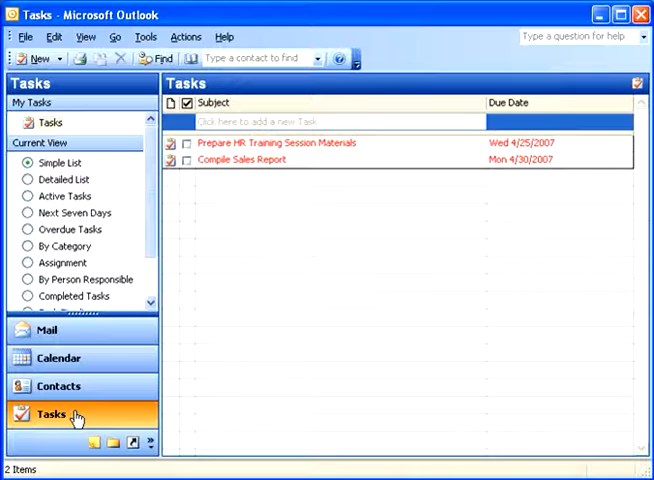 Tasks - Microsoft Outlook
File Edit View Go Tools Actions Help Type a question for help
New Find Type a contact to find
Tasks
My Tasks
Tasks
Current View
Simple List
Detailed List
Active Tasks
Next Seven Days
Overdue Tasks
By Category
Assignment
By Person Responsible
Completed Tasks
Mail
Calendar
Contacts
Tasks
Tasks
Subject Due Date
Click here to add a new Task
Prepare HR Training Session Materials Wed 4/25/2007
Compile Sales Report Mon 4/30/2007
2 Items